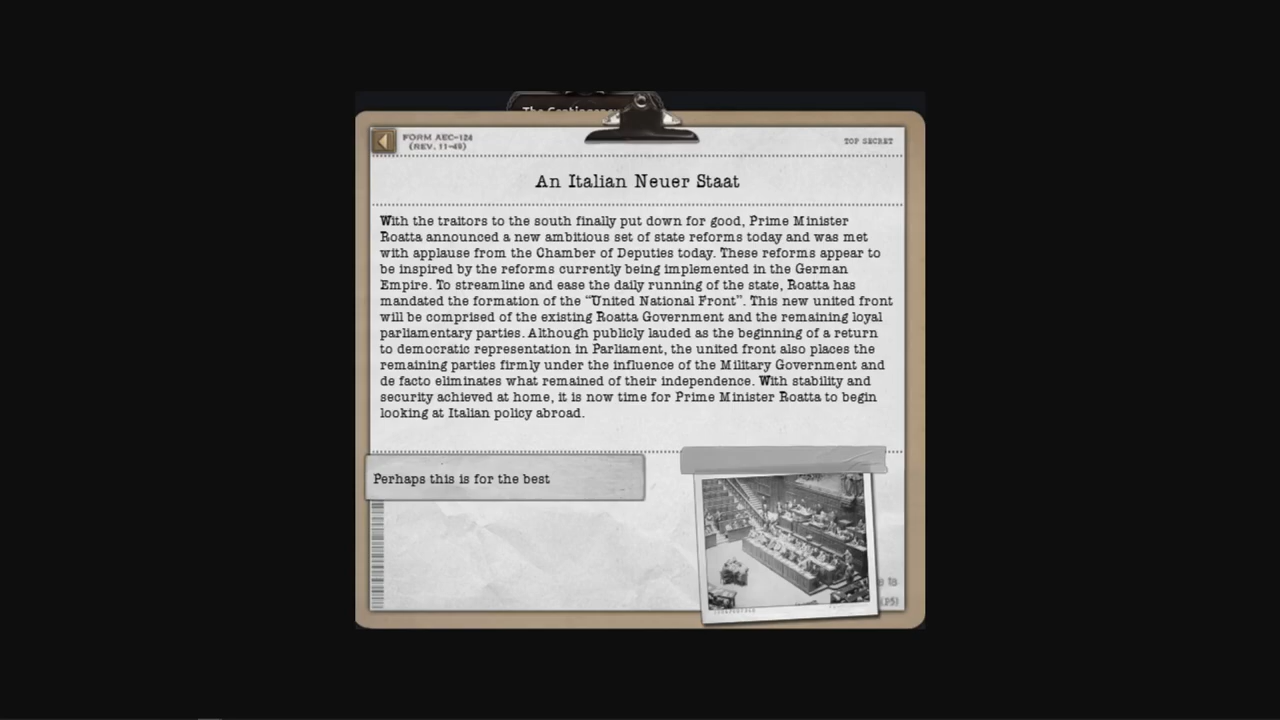 The Contingency
FORM AEC-124
(REV. 11-49)
TOP SECRET
An Italian Neuer Staat
With the traitors to the south finally put down for good, Prime Minister
Roatta announced a new ambitious set of state reforms today and was met
with applause from the Chamber of Deputies today. These reforms appear to
be inspired by the reforms currently being implemented in the German
Empire. To streamline and ease the daily running of the state, Roatta has
mandated the formation of the “United National Front”. This new united front
will be comprised of the existing Roatta Government and the remaining loyal
parliamentary parties. Although publicly lauded as the beginning of a return
to democratic representation in Parliament, the united front also places the
remaining parties firmly under the influence of the Military Government and
de facto eliminates what remained of their independence. With stability and
security achieved at home, it is now time for Prime Minister Roatta to begin
looking at Italian policy abroad.
Perhaps this is for the best